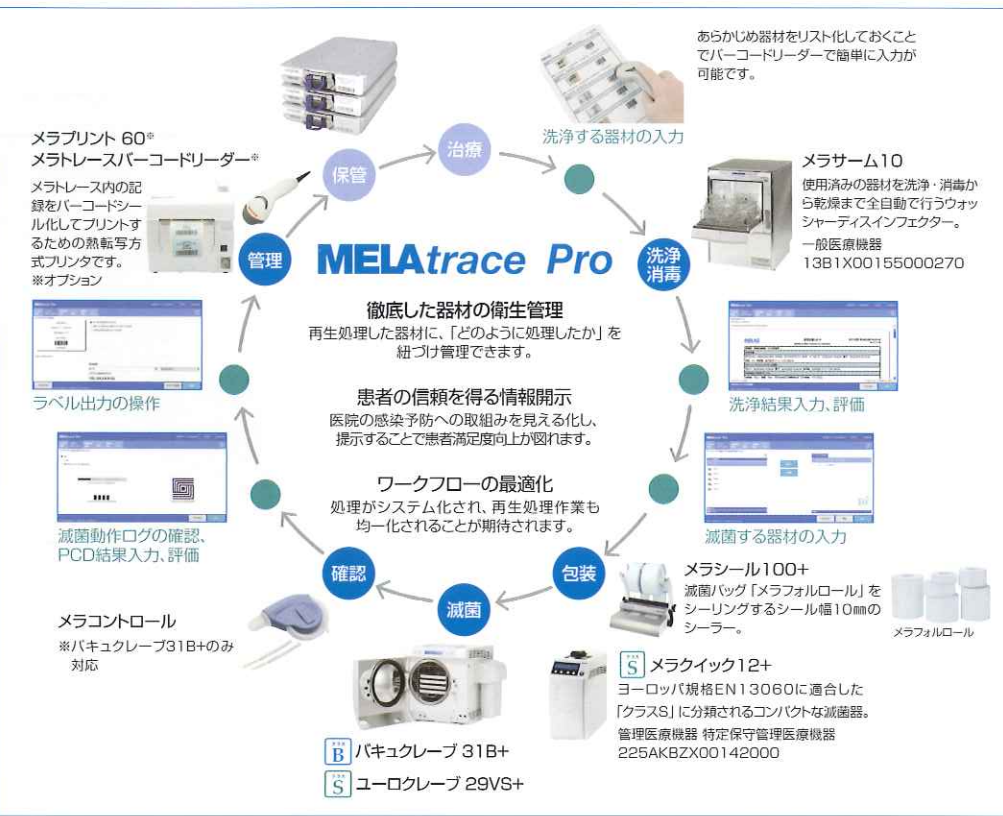 あらかじめ器材をリスト化しておくこと
でバーコードリーダーで簡単に入力が
可能です。
洗浄する器材の入力
メラプリント 60※
メラトレースバーコードリーダー※
メラトレース内の記
録をバーコードシー
ル化してプリントす
るための熱転写方
式プリンタです。
※オプション
保管
治療
管理
MELAtrace Pro
洗浄
消毒
メラサーム10
使用済みの器材を洗浄・消毒か
ら乾燥まで全自動で行うウォッ
シャーディスインフェクター。
一般医療機器
13B1X00155000270
徹底した器材の衛生管理
再生処理した器材に、「どのように処理したか」を
紐づけ管理できます。
患者の信頼を得る情報開示
医院の感染予防への取組みを見える化し、
提示することで患者満足度向上が図れます。
ワークフローの最適化
処理がシステム化され、再生処理作業も
均一化されることが期待されます。
ラベル出力の操作
洗浄結果入力、評価
滅菌動作ログの確認、
PCD結果入力、評価
滅菌する器材の入力
確認
滅菌
包装
メラシール100+
滅菌バッグ「メラフォルロール」を
シーリングするシール幅10㎜の
シーラー。
メラフォルロール
メラコントロール
※バキュクレーブ31B+のみ
対応
S メラクイック12+
ヨーロッパ規格EN13060に適合した
「クラスS」に分類されるコンパクトな滅菌器。
管理医療機器 特定保守管理医療機器
225AKBZX00142000
B バキュクレーブ 31B+
S ユーロクレーブ 29VS+